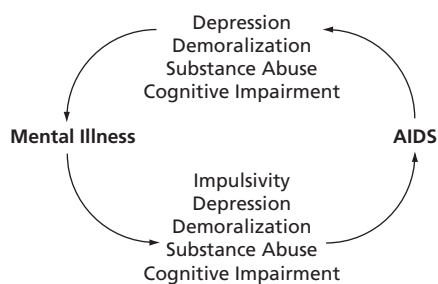 Depression
Demoralization
Substance Abuse
Cognitive Impairment
Mental Illness
AIDS
Impulsivity
Depression
Demoralization
Substance Abuse
Cognitive Impairment